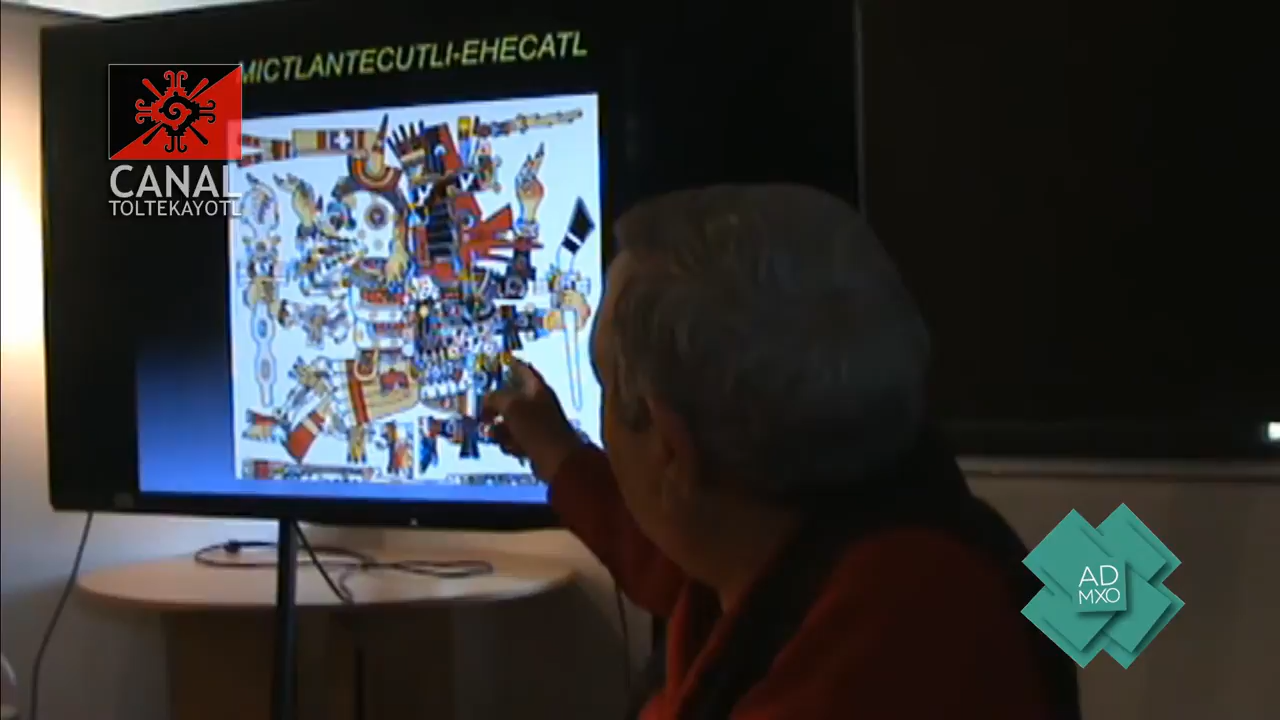 MICTLANTECUTLI-EHECATL
CANAL
TOLTEKAYOTL
AD
MXO